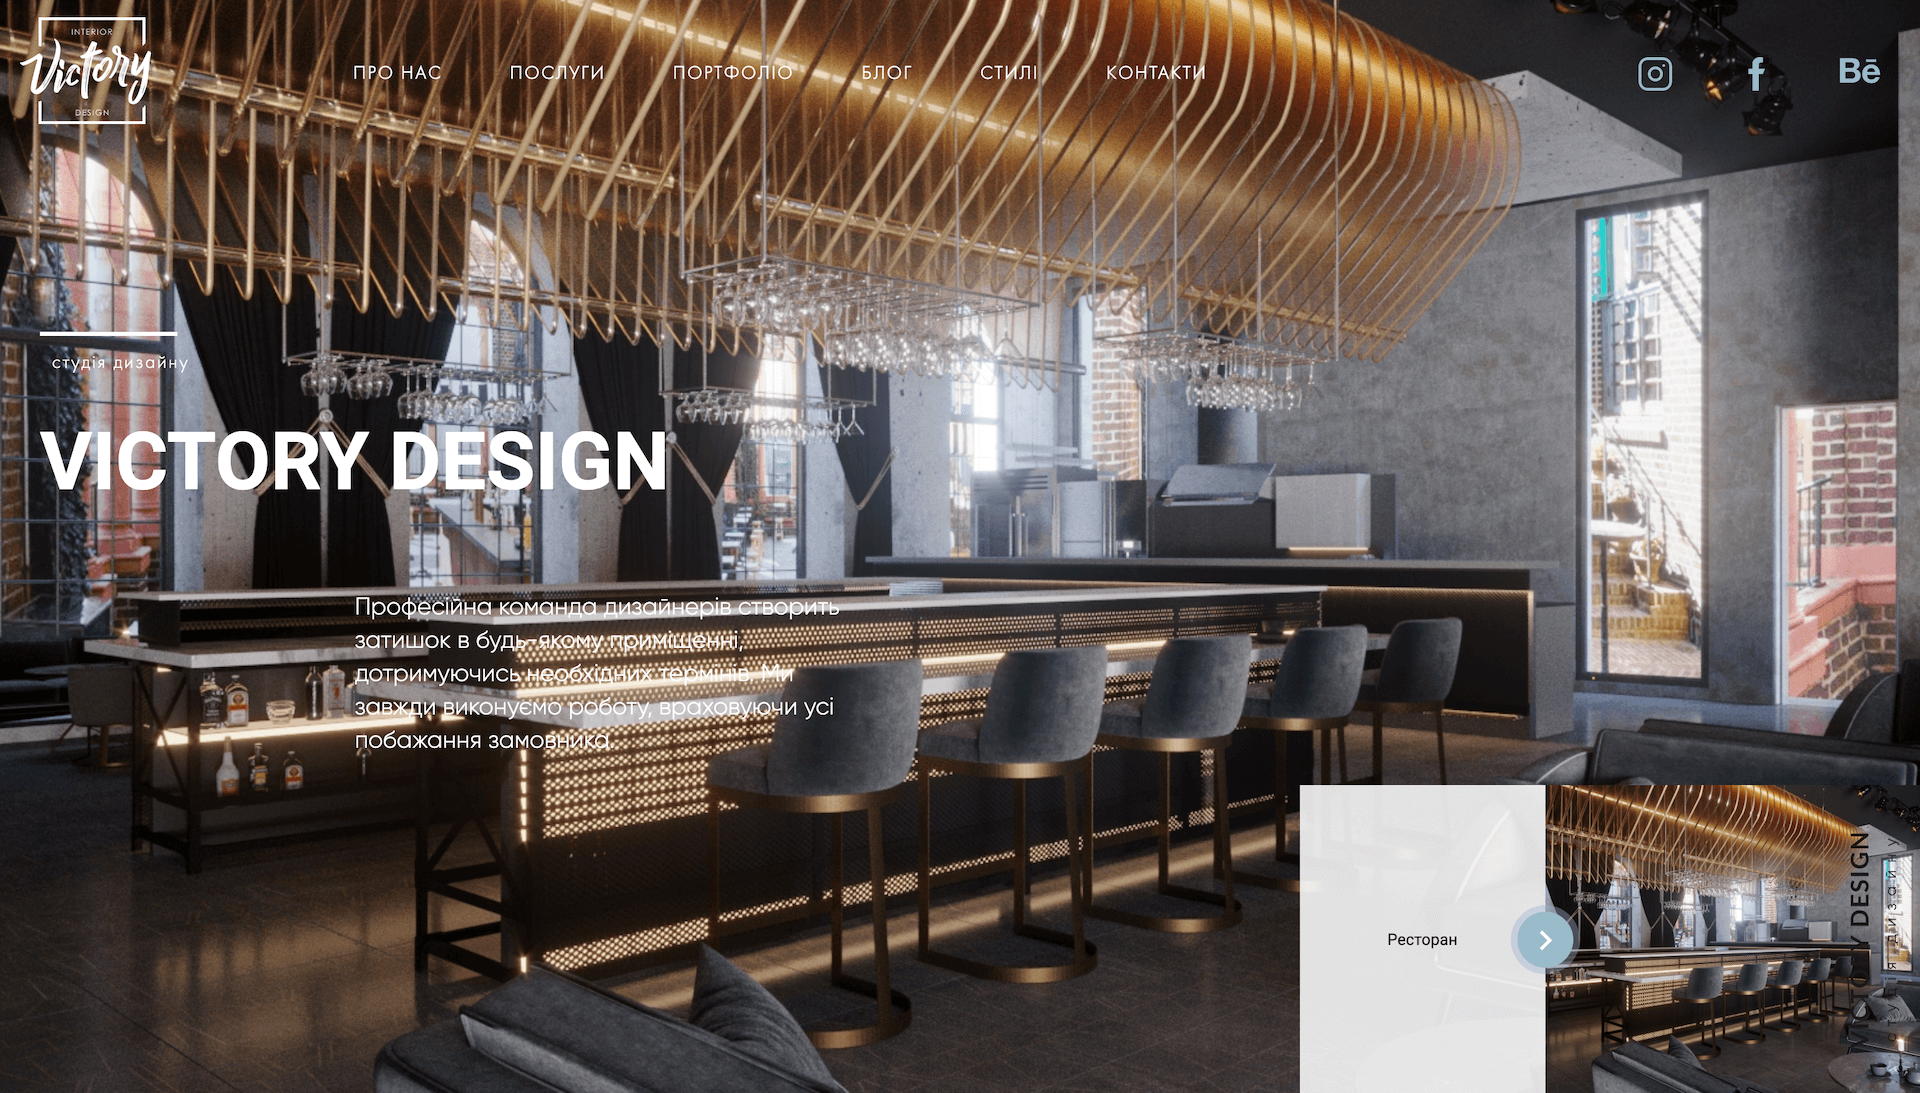 INTERIOR
Victory
DESIGN
ПРО НАС
ПОСЛУГИ
ПОРТФОЛІО
БЛОГ
СТИЛІ
КОНТАКТИ
Bē
студія дизайну
VICTORY DESIGN
Професійна команда дизайнерів створить
затишок в будь-якому приміщенні,
дотримуючись необхідних термінів. Ми
завжди виконуємо роботу, враховуючи усі
побажання замовника.
Ресторан
DESIGN
дизайну